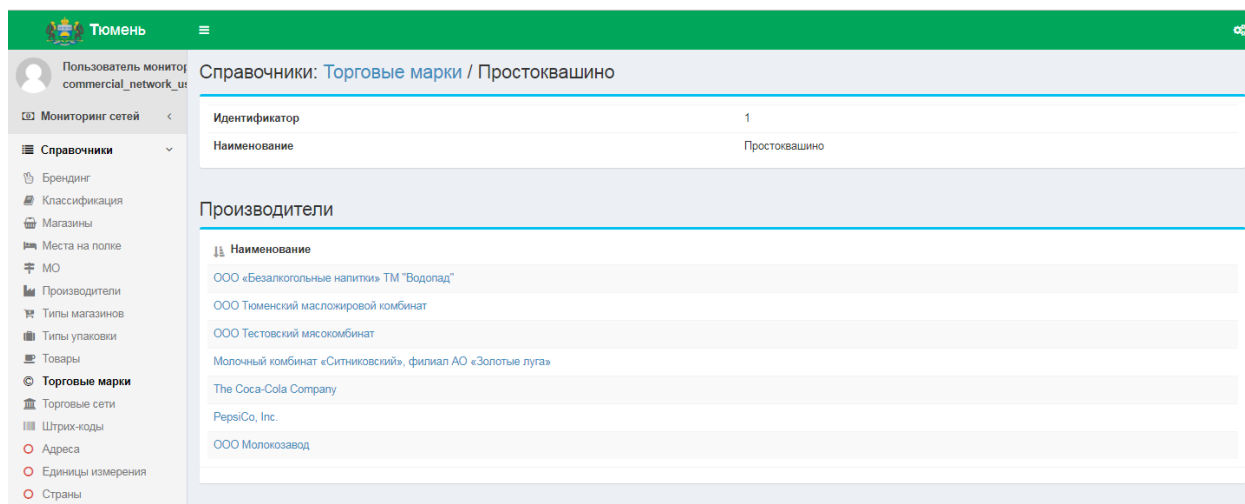 Тюмень
Пользователь монитор
commercial_network_us
Мониторинг сетей
Справочники
Брендинг
Классификация
Магазины
Места на полке
МО
Производители
Типы магазинов
Типы упаковки
Товары
Торговые марки
Торговые сети
Штрих-коды
Адреса
Единицы измерения
Страны
Справочники: Торговые марки / Простоквашино
Идентификатор 1
Наименование Простоквашино
Производители
Наименование
ООО «Безалкогольные напитки» ТМ "Водопад"
ООО Тюменский масложировой комбинат
ООО Тестовский мясокомбинат
Молочный комбинат «Ситниковский», филиал АО «Золотые луга»
The Coca-Cola Company
PepsiCo, Inc.
ООО Молокозавод